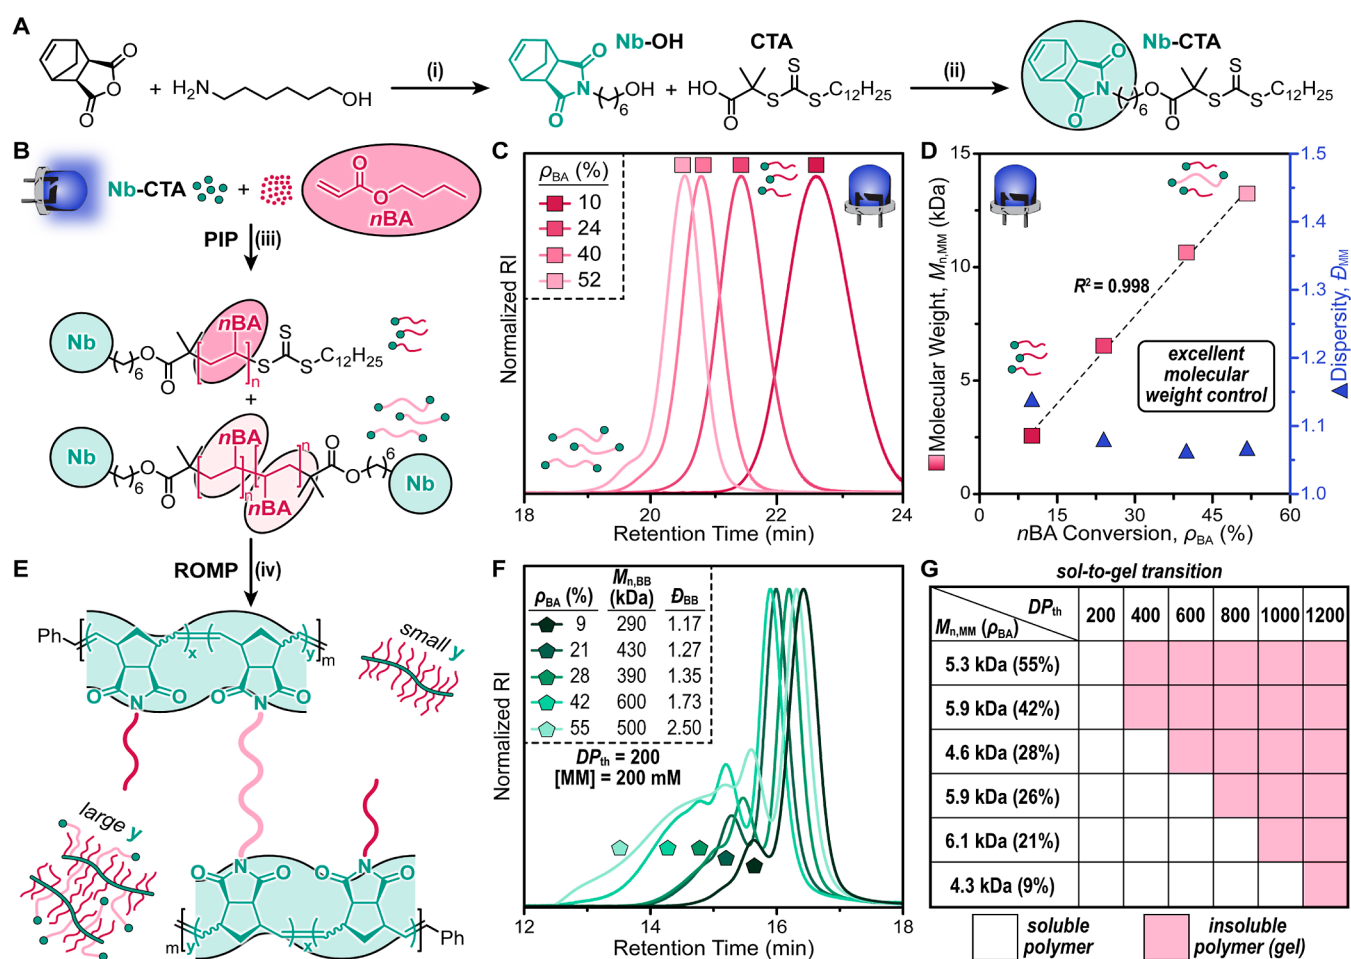 A
O
O
O
+
H2N
OH
(i)
Nb-OH
O
N
O
6
OH
+
CTA
HO
O
S
S
S
C12H25
(ii)
Nb-CTA
O
N
O
6
O
O
S
S
S
C12H25
B
Nb-CTA
+
O
O
nBA
PIP
(iii)
Nb
6
O
O
nBA
n
S
S
S
C12H25
+
Nb
6
O
O
nBA
n
nBA
n
O
O
6
Nb
ROMP
(iv)
C
ρBA (%)
10
24
40
52
Normalized RI
18
20
22
24
Retention Time (min)
D
Molecular Weight, Mn,MM (kDa)
15
10
5
0
R2 = 0.998
excellent
molecular
weight control
0
15
30
45
60
nBA Conversion, ρBA (%)
1.5
1.4
1.3
1.2
1.1
1.0
Dispersity, ĐMM
E
Ph
x
y
m
O
N
O
O
N
O
small y
large y
O
N
O
O
N
O
m
y
x
Ph
F
ρBA (%) Mn,BB (kDa) ĐBB
9 290 1.17
21 430 1.27
28 390 1.35
42 600 1.73
55 500 2.50
DPth = 200
[MM] = 200 mM
Normalized RI
12
14
16
18
Retention Time (min)
G
sol-to-gel transition
DPth 200 400 600 800 1000 1200
Mn,MM (ρBA)
5.3 kDa (55%)
5.9 kDa (42%)
4.6 kDa (28%)
5.9 kDa (26%)
6.1 kDa (21%)
4.3 kDa (9%)
soluble
polymer
insoluble
polymer (gel)